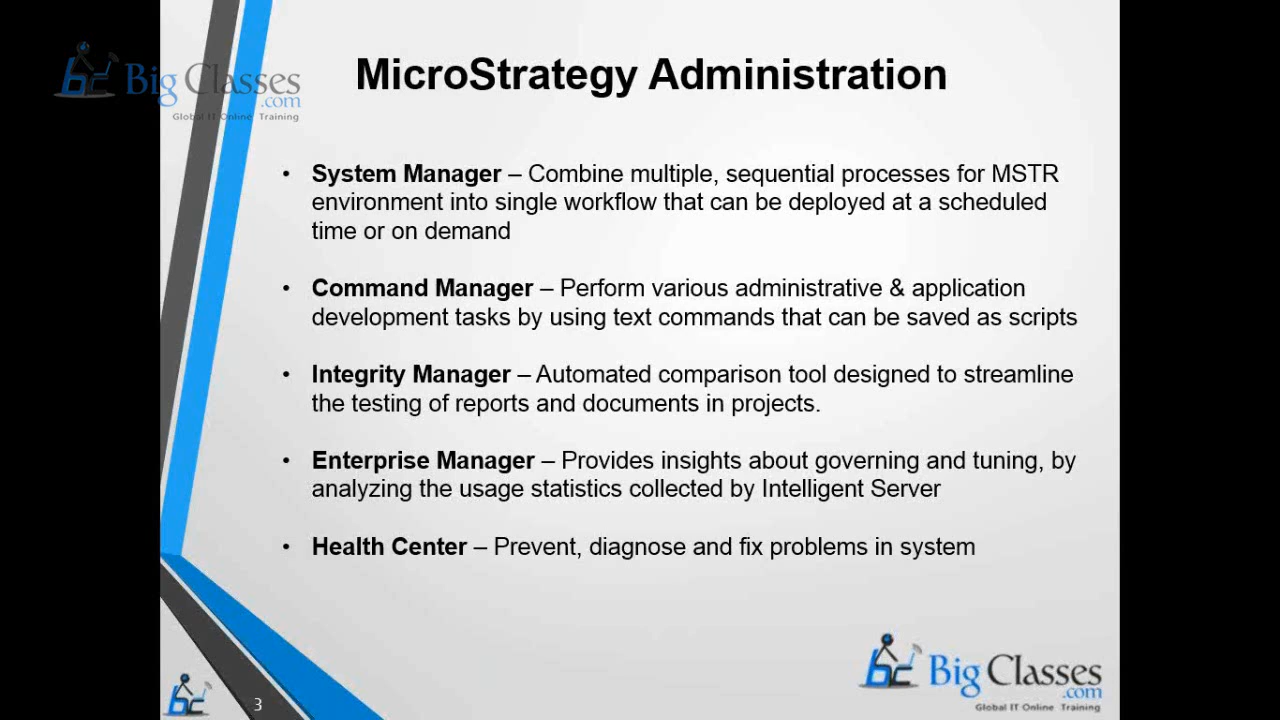 Big Classes
.com
Global IT Online Training
MicroStrategy Administration
• System Manager – Combine multiple, sequential processes for MSTR
environment into single workflow that can be deployed at a scheduled
time or on demand
• Command Manager – Perform various administrative & application
development tasks by using text commands that can be saved as scripts
• Integrity Manager – Automated comparison tool designed to streamline
the testing of reports and documents in projects.
• Enterprise Manager – Provides insights about governing and tuning, by
analyzing the usage statistics collected by Intelligent Server
• Health Center – Prevent, diagnose and fix problems in system
3
Big Classes
.com
Global IT Online Training